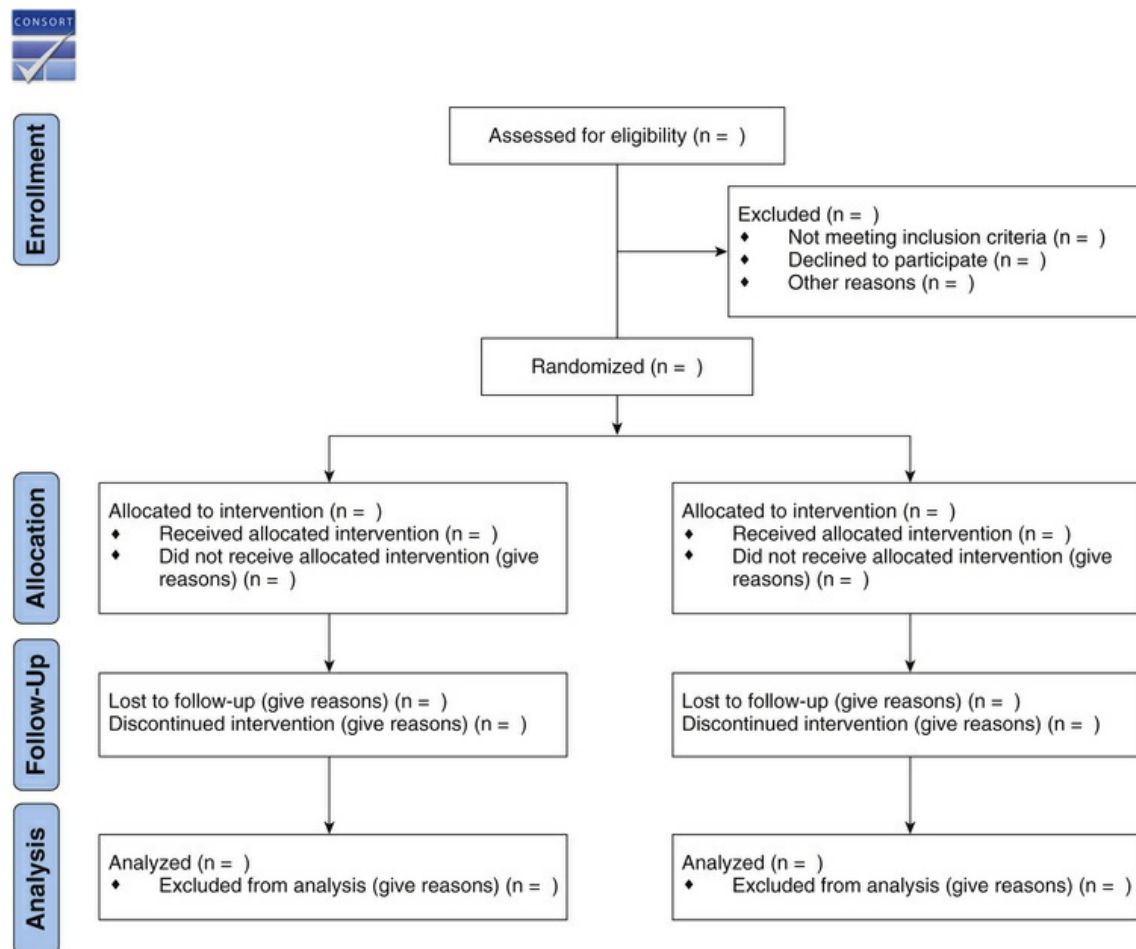 CONSORT
Enrollment
Assessed for eligibility (n =  )
Excluded (n =  )
♦ Not meeting inclusion criteria (n =  )
♦ Declined to participate (n =  )
♦ Other reasons (n =  )
Randomized (n =  )
Allocation
Allocated to intervention (n =  )
♦ Received allocated intervention (n =  )
♦ Did not receive allocated intervention (give
reasons) (n =  )
Allocated to intervention (n =  )
♦ Received allocated intervention (n =  )
♦ Did not receive allocated intervention (give
reasons) (n =  )
Follow-Up
Lost to follow-up (give reasons) (n =  )
Discontinued intervention (give reasons) (n =  )
Lost to follow-up (give reasons) (n =  )
Discontinued intervention (give reasons) (n =  )
Analysis
Analyzed (n =  )
♦ Excluded from analysis (give reasons) (n =  )
Analyzed (n =  )
♦ Excluded from analysis (give reasons) (n =  )